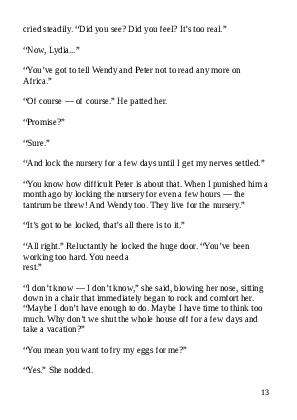 cried steadily. “Did you see? Did you feel? It’s too real.”
“Now, Lydia...”
“You’ve got to tell Wendy and Peter not to read any more on
Africa.”
“Of course — of course.” He patted her.
“Promise?”
“Sure.”
“And lock the nursery for a few days until I get my nerves settled.”
“You know how difficult Peter is about that. When I punished him a
month ago by locking the nursery for even a few hours — the
tantrum be threw! And Wendy too. They live for the nursery.”
“It’s got to be locked, that’s all there is to it.”
“All right.” Reluctantly he locked the huge door. “You’ve been
working too hard. You need a
rest.”
“I don’t know — I don’t know,” she said, blowing her nose, sitting
down in a chair that immediately began to rock and comfort her.
“Maybe I don’t have enough to do. Maybe I have time to think too
much. Why don’t we shut the whole house off for a few days and
take a vacation?”
“You mean you want to fry my eggs for me?”
“Yes.” She nodded.
13